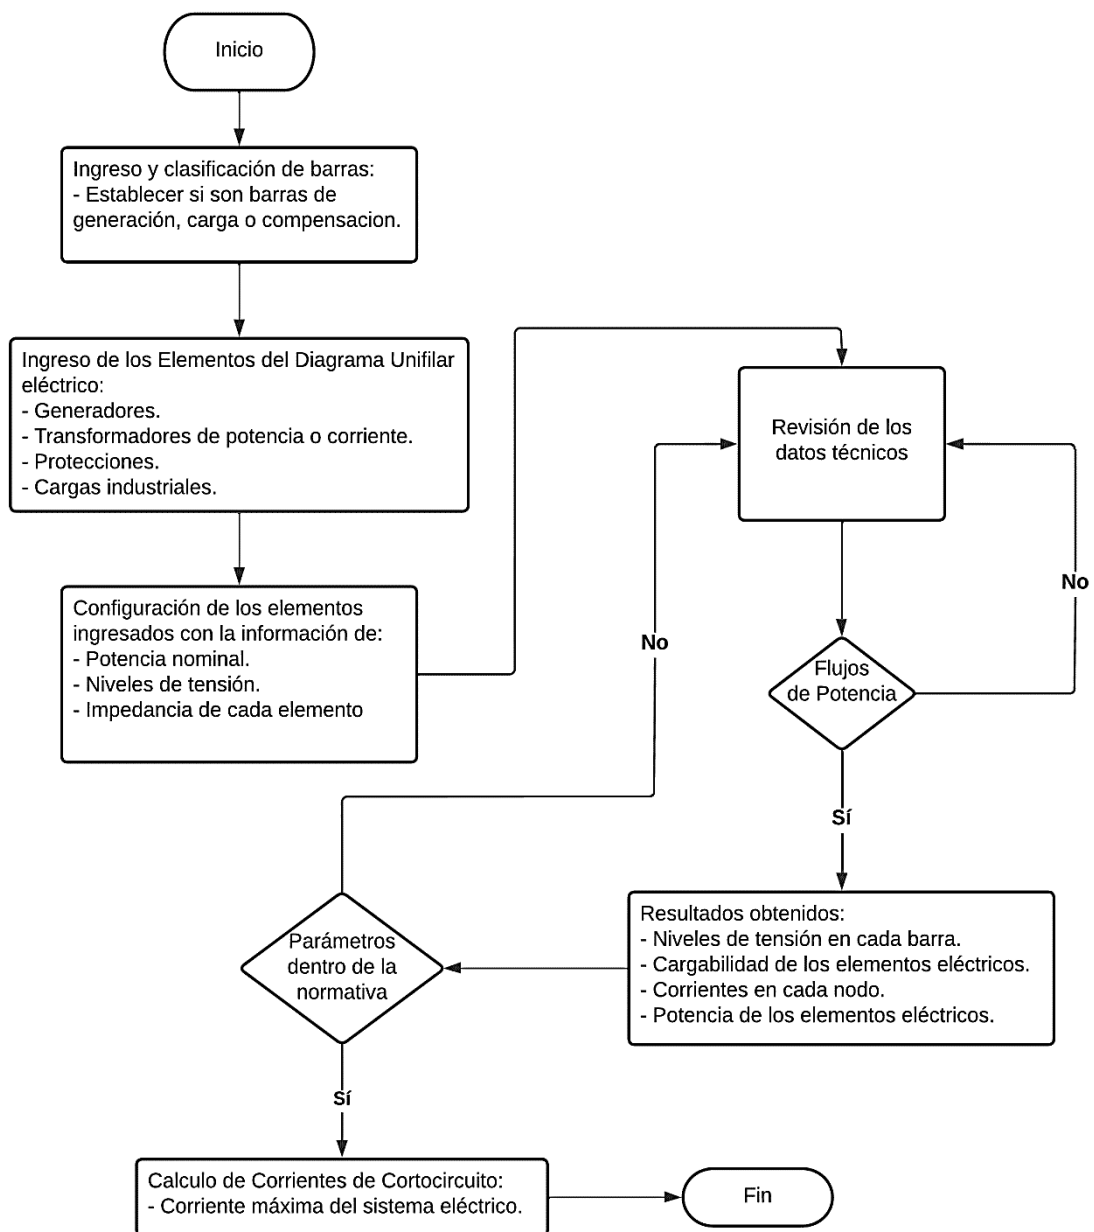 Inicio
Ingreso y clasificación de barras:
- Establecer si son barras de
generación, carga o compensacion.
Ingreso de los Elementos del Diagrama Unifilar
eléctrico:
- Generadores.
- Transformadores de potencia o corriente.
- Protecciones.
- Cargas industriales.
Configuración de los elementos
ingresados con la información de:
- Potencia nominal.
- Niveles de tensión.
- Impedancia de cada elemento
Revisión de los
datos técnicos
No
No
Flujos
de Potencia
Sí
Resultados obtenidos:
- Niveles de tensión en cada barra.
- Cargabilidad de los elementos eléctricos.
- Corrientes en cada nodo.
- Potencia de los elementos eléctricos.
Parámetros
dentro de la
normativa
Sí
Calculo de Corrientes de Cortocircuito:
- Corriente máxima del sistema eléctrico.
Fin